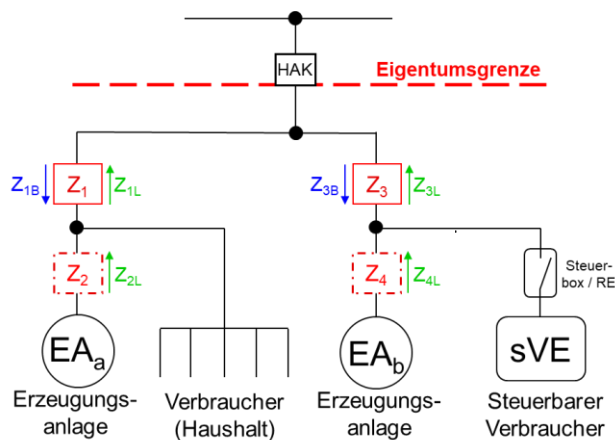 HAK
Eigentumsgrenze
Z1B
Z1
Z1L
Z3B
Z3
Z3L
Z2
Z2L
Z4
Z4L
Steuer-
box / RE
EAa
EAb
sVE
Erzeugungs-
anlage
Verbraucher
(Haushalt)
Erzeugungs-
anlage
Steuerbarer
Verbraucher